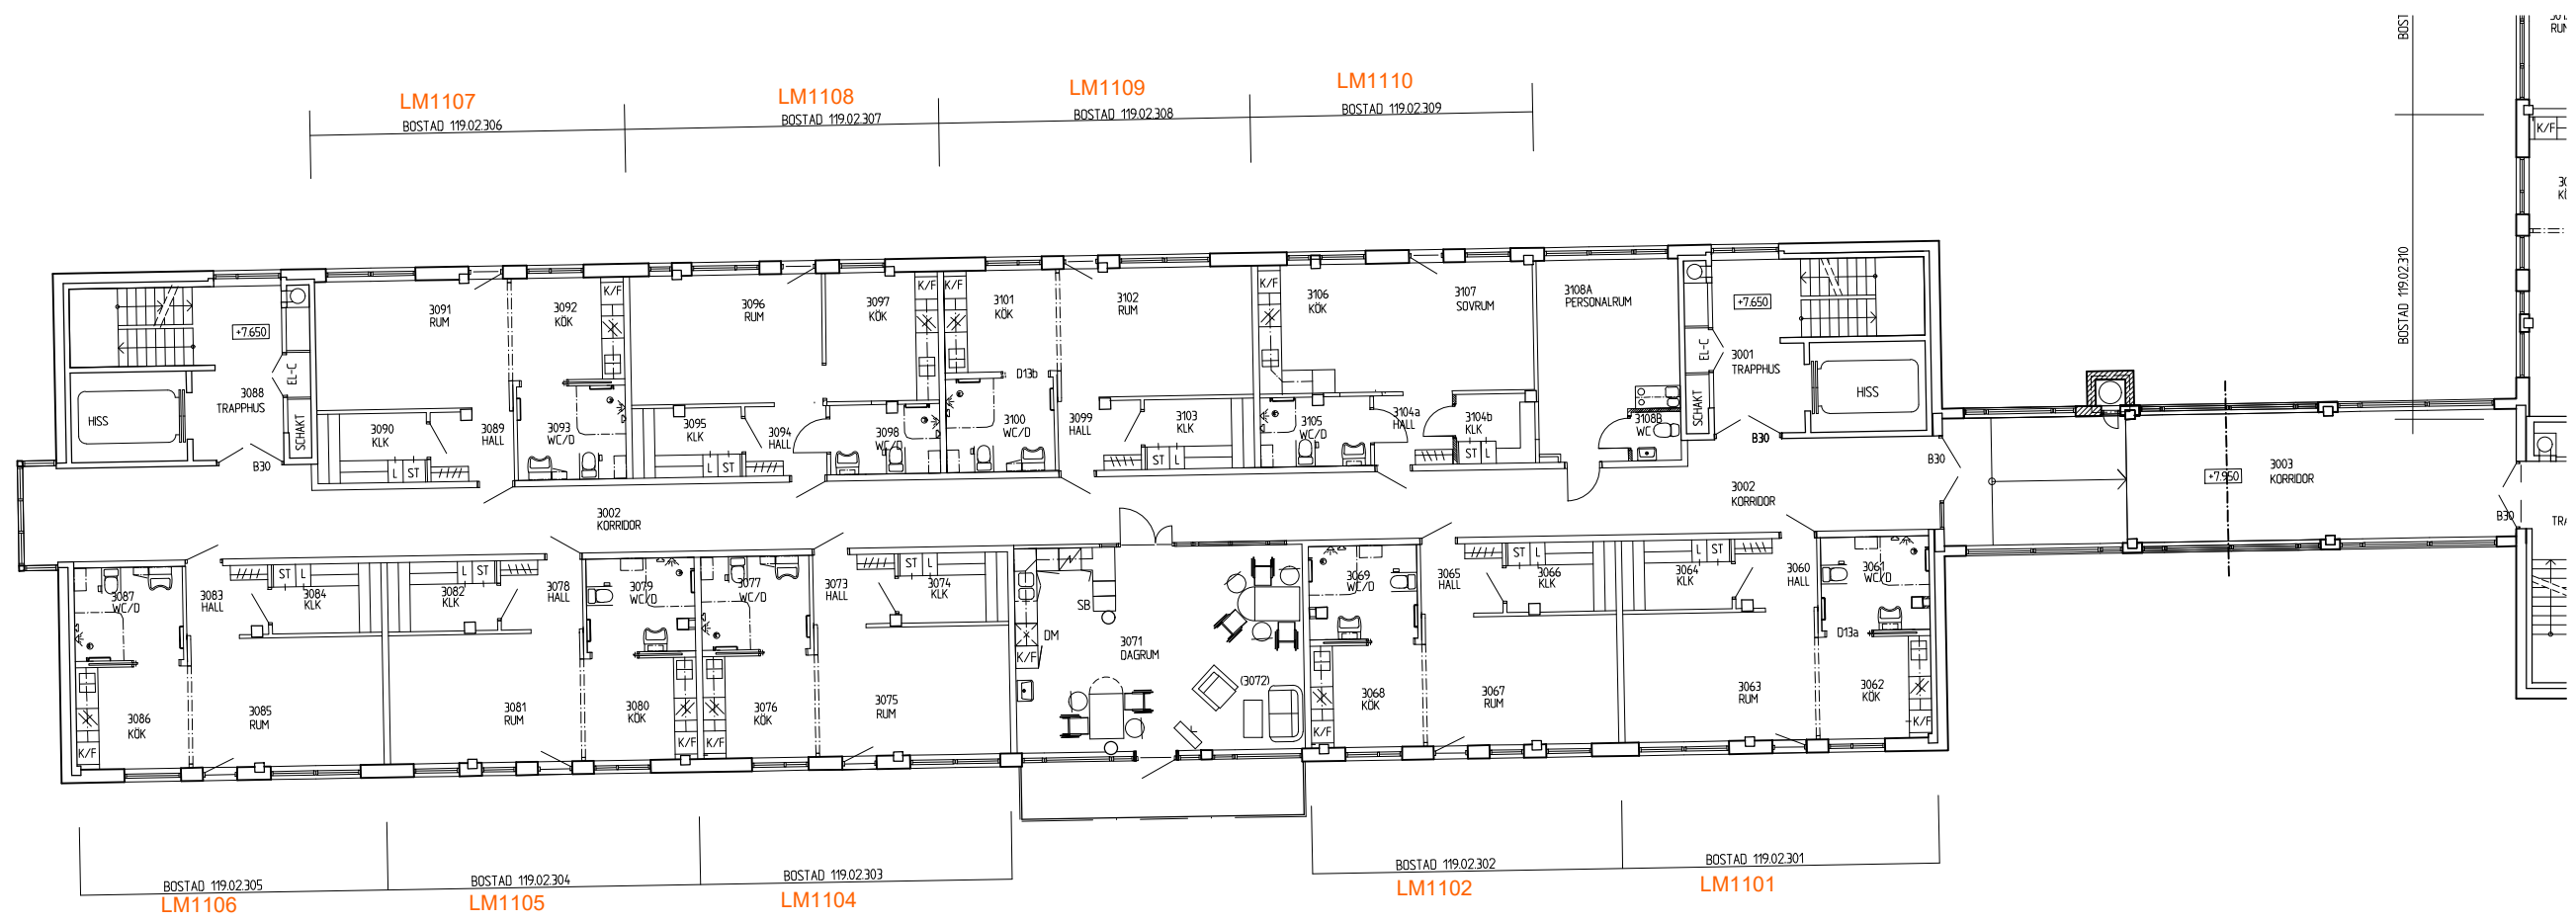 LM1107
BOSTAD 119.02.306
LM1108
BOSTAD 119.02.307
LM1109
BOSTAD 119.02.308
LM1110
BOSTAD 119.02.309
BOSTAD 119.02.310
K/F
+7.650
3088
TRAPPHUS
HISS
EL-C
SCHAKT
B30
3091
RUM
3092
KÖK
K/F
3090
KLK
L
ST
3089
HALL
3093
WC/D
3096
RUM
3097
KÖK
K/F
3095
KLK
L
ST
3094
HALL
3098
WC/D
K/F
3101
KÖK
D13b
3100
WC/D
3102
RUM
3099
HALL
3103
KLK
ST
L
K/F
3106
KÖK
3107
SOVRUM
3105
WC/D
3104a
HALL
3104b
KLK
ST
L
3108A
PERSONALRUM
3108B
WC
EL-C
SCHAKT
+7.650
3001
TRAPPHUS
HISS
B30
B30
3003
KORRIDOR
+7.950
B30
3002
KORRIDOR
3002
KORRIDOR
3087
WC/D
3083
HALL
ST
L
3084
KLK
3086
KÖK
K/F
3085
RUM
3082
KLK
L
ST
3078
HALL
3079
WC/D
3081
RUM
3080
KÖK
K/F
3077
WC/D
3073
HALL
ST
L
3074
KLK
3076
KÖK
K/F
3075
RUM
SB
DM
K/F
3071
DAGRUM
(3072)
3069
WC/D
3065
HALL
ST
L
3066
KLK
3068
KÖK
K/F
3067
RUM
3064
KLK
L
ST
3060
HALL
3061
WC/D
D13a
3063
RUM
3062
KÖK
K/F
BOSTAD 119.02.305
LM1106
BOSTAD 119.02.304
LM1105
BOSTAD 119.02.303
LM1104
BOSTAD 119.02.302
LM1102
BOSTAD 119.02.301
LM1101